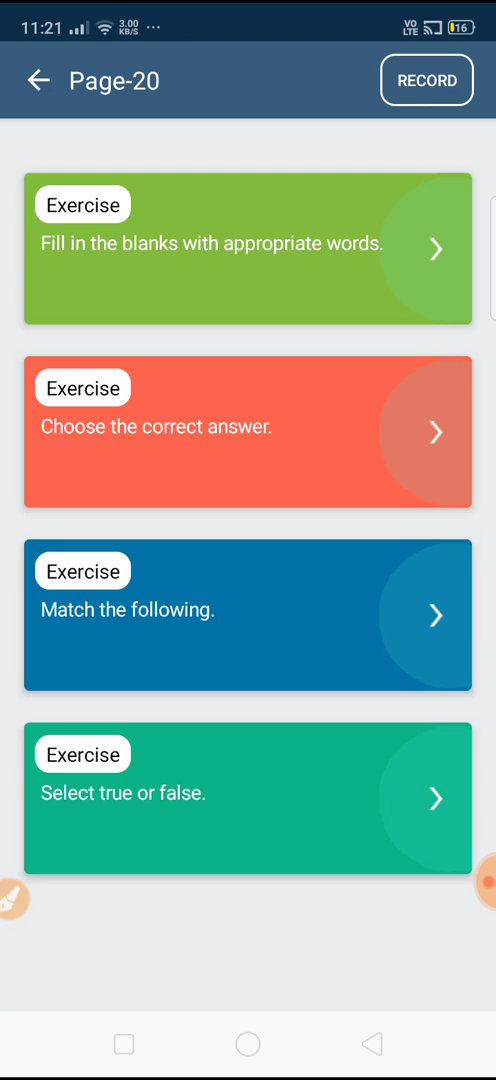 11:21 3.00 KB/S ... VO LTE 16
Page-20 RECORD
Exercise
Fill in the blanks with appropriate words.
Exercise
Choose the correct answer.
Exercise
Match the following.
Exercise
Select true or false.